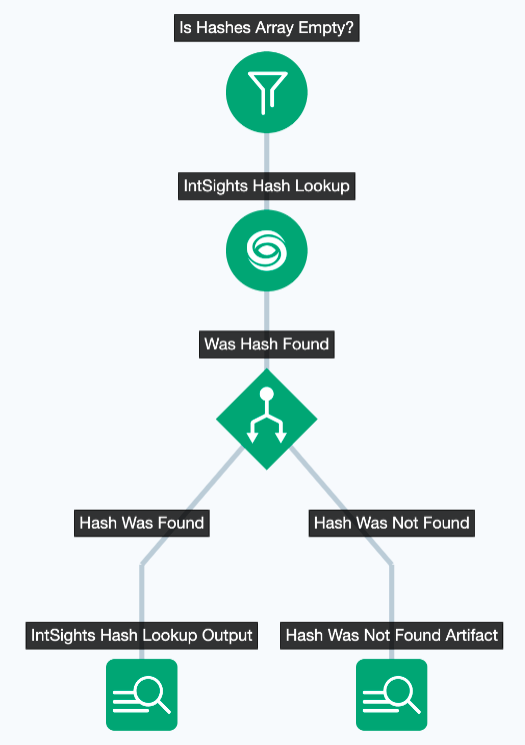 Is Hashes Array Empty?
IntSights Hash Lookup
Was Hash Found
Hash Was Found
Hash Was Not Found
IntSights Hash Lookup Output
Hash Was Not Found Artifact